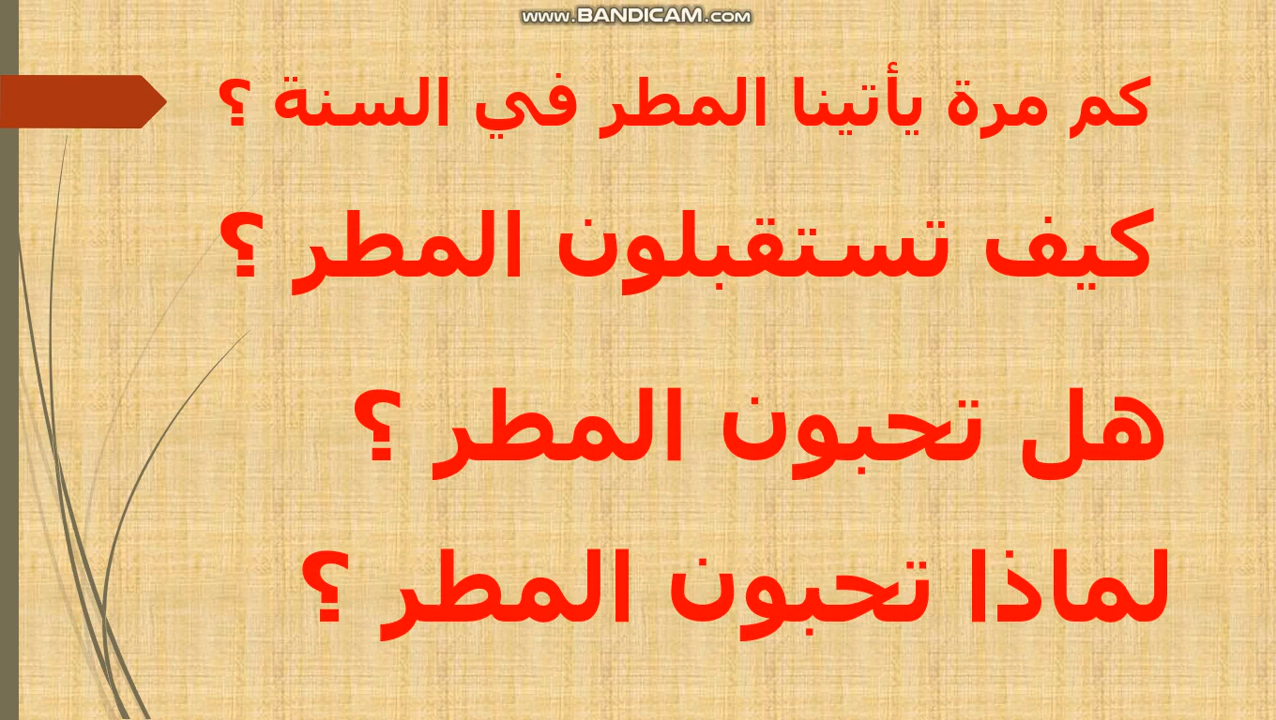 www.BANDICAM.com
كم مرة يأتينا المطر في السنة ؟
كيف تستقبلون المطر ؟
هل تحبون المطر ؟
لماذا تحبون المطر ؟